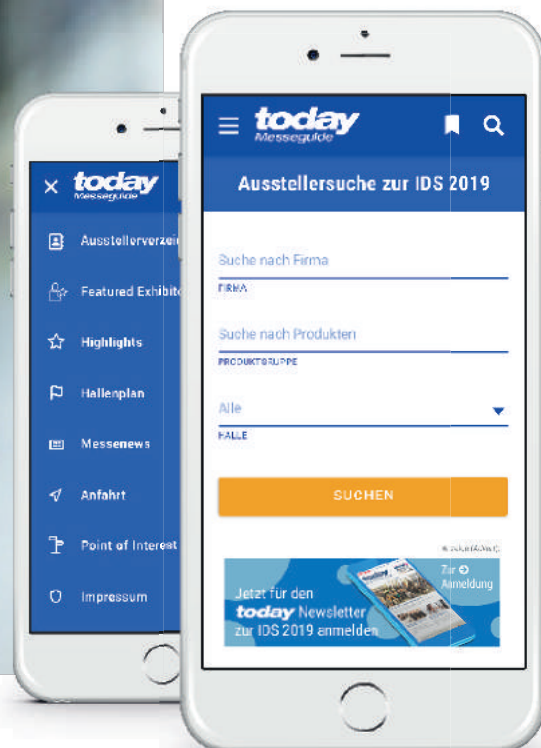 today
Messeguide
Featured Exhibit
Highlights
Hallenplan
Messenews
Anfahrt
Point of Interest
Impressum
today
Messeguide
Ausstellersuche zur IDS 2019
Suche nach Firma
FIRMA
Suche nach Produkten
PRODUKTGRUPPE
Alle
HALLE
SUCHEN
Jetzt für den
today Newsletter
zur IDS 2019 anmelden
Zur
Anmeldung